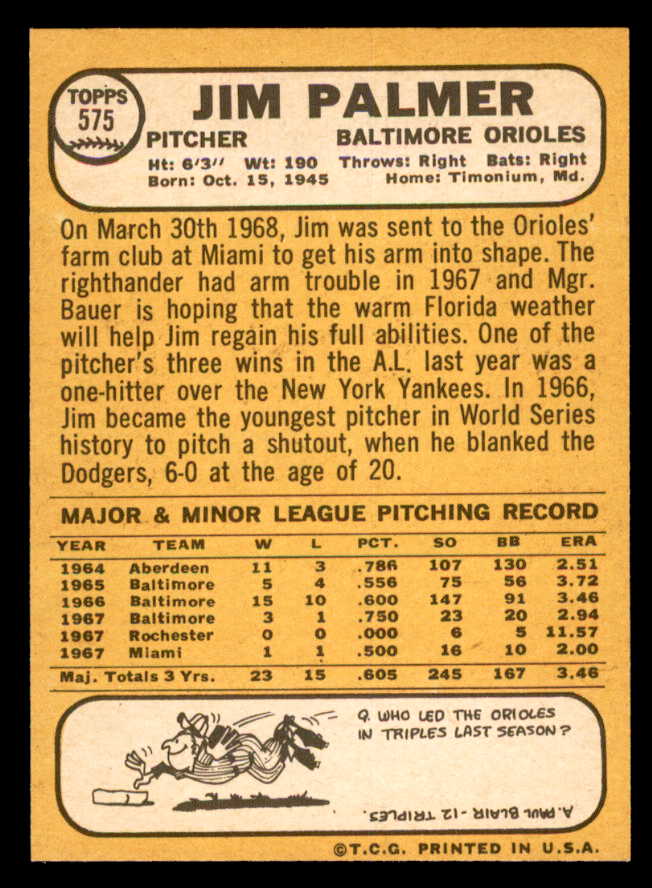 TOPPS
575
JIM PALMER
PITCHER BALTIMORE ORIOLES
Ht: 6'3" Wt: 190 Throws: Right Bats: Right
Born: Oct. 15, 1945 Home: Timonium, Md.
On March 30th 1968, Jim was sent to the Orioles'
farm club at Miami to get his arm into shape. The
righthander had arm trouble in 1967 and Mgr.
Bauer is hoping that the warm Florida weather
will help Jim regain his full abilities. One of the
pitcher's three wins in the A.L. last year was a
one-hitter over the New York Yankees. In 1966,
Jim became the youngest pitcher in World Series
history to pitch a shutout, when he blanked the
Dodgers, 6-0 at the age of 20.
MAJOR & MINOR LEAGUE PITCHING RECORD
YEAR TEAM W L PCT. SO BB ERA
1964 Aberdeen 11 3 .786 107 130 2.51
1965 Baltimore 5 4 .556 75 56 3.72
1966 Baltimore 15 10 .600 147 91 3.46
1967 Baltimore 3 1 .750 23 20 2.94
1967 Rochester 0 0 .000 6 5 11.57
1967 Miami 1 1 .500 16 10 2.00
Maj. Totals 3 Yrs. 23 15 .605 245 167 3.46
Q. WHO LED THE ORIOLES
IN TRIPLES LAST SEASON?
A. PAUL BLAIR-12 TRIPLES.
©T.C.G. PRINTED IN U.S.A.